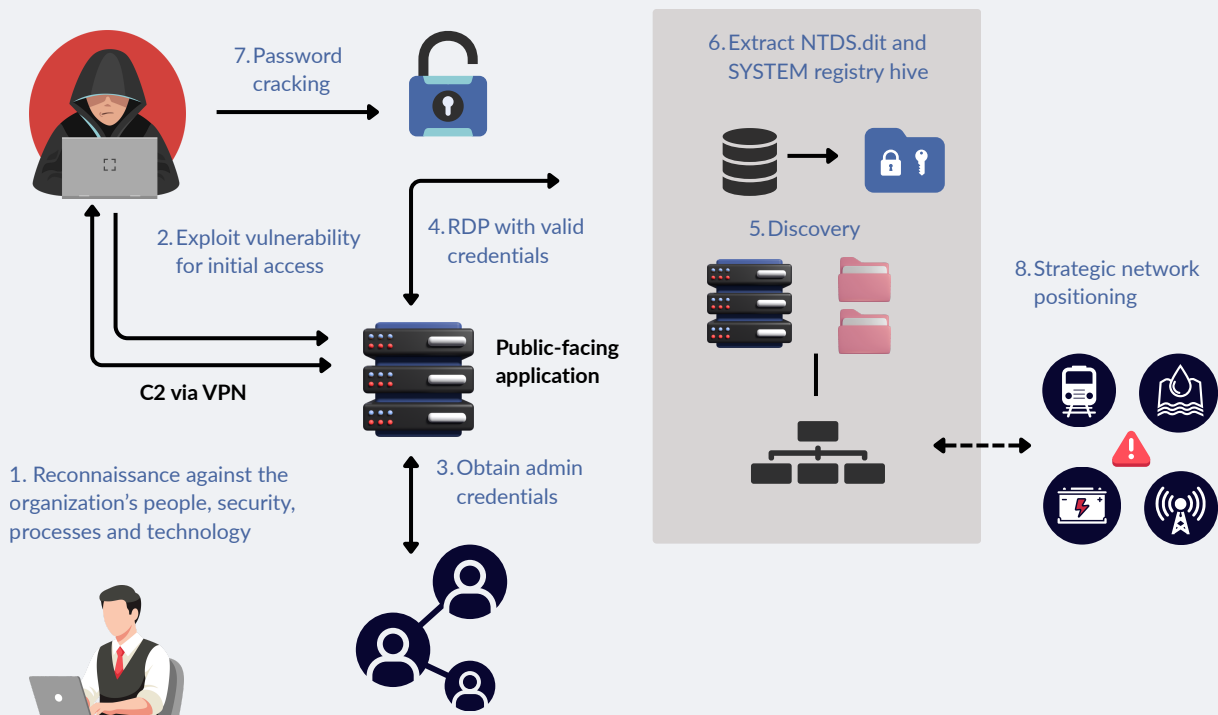 7. Password
cracking
6. Extract NTDS.dit and
SYSTEM registry hive
2. Exploit vulnerability
for initial access
4. RDP with valid
credentials
5. Discovery
8. Strategic network
positioning
Public-facing
application
C2 via VPN
1. Reconnaissance against the
organization’s people, security,
processes and technology
3. Obtain admin
credentials